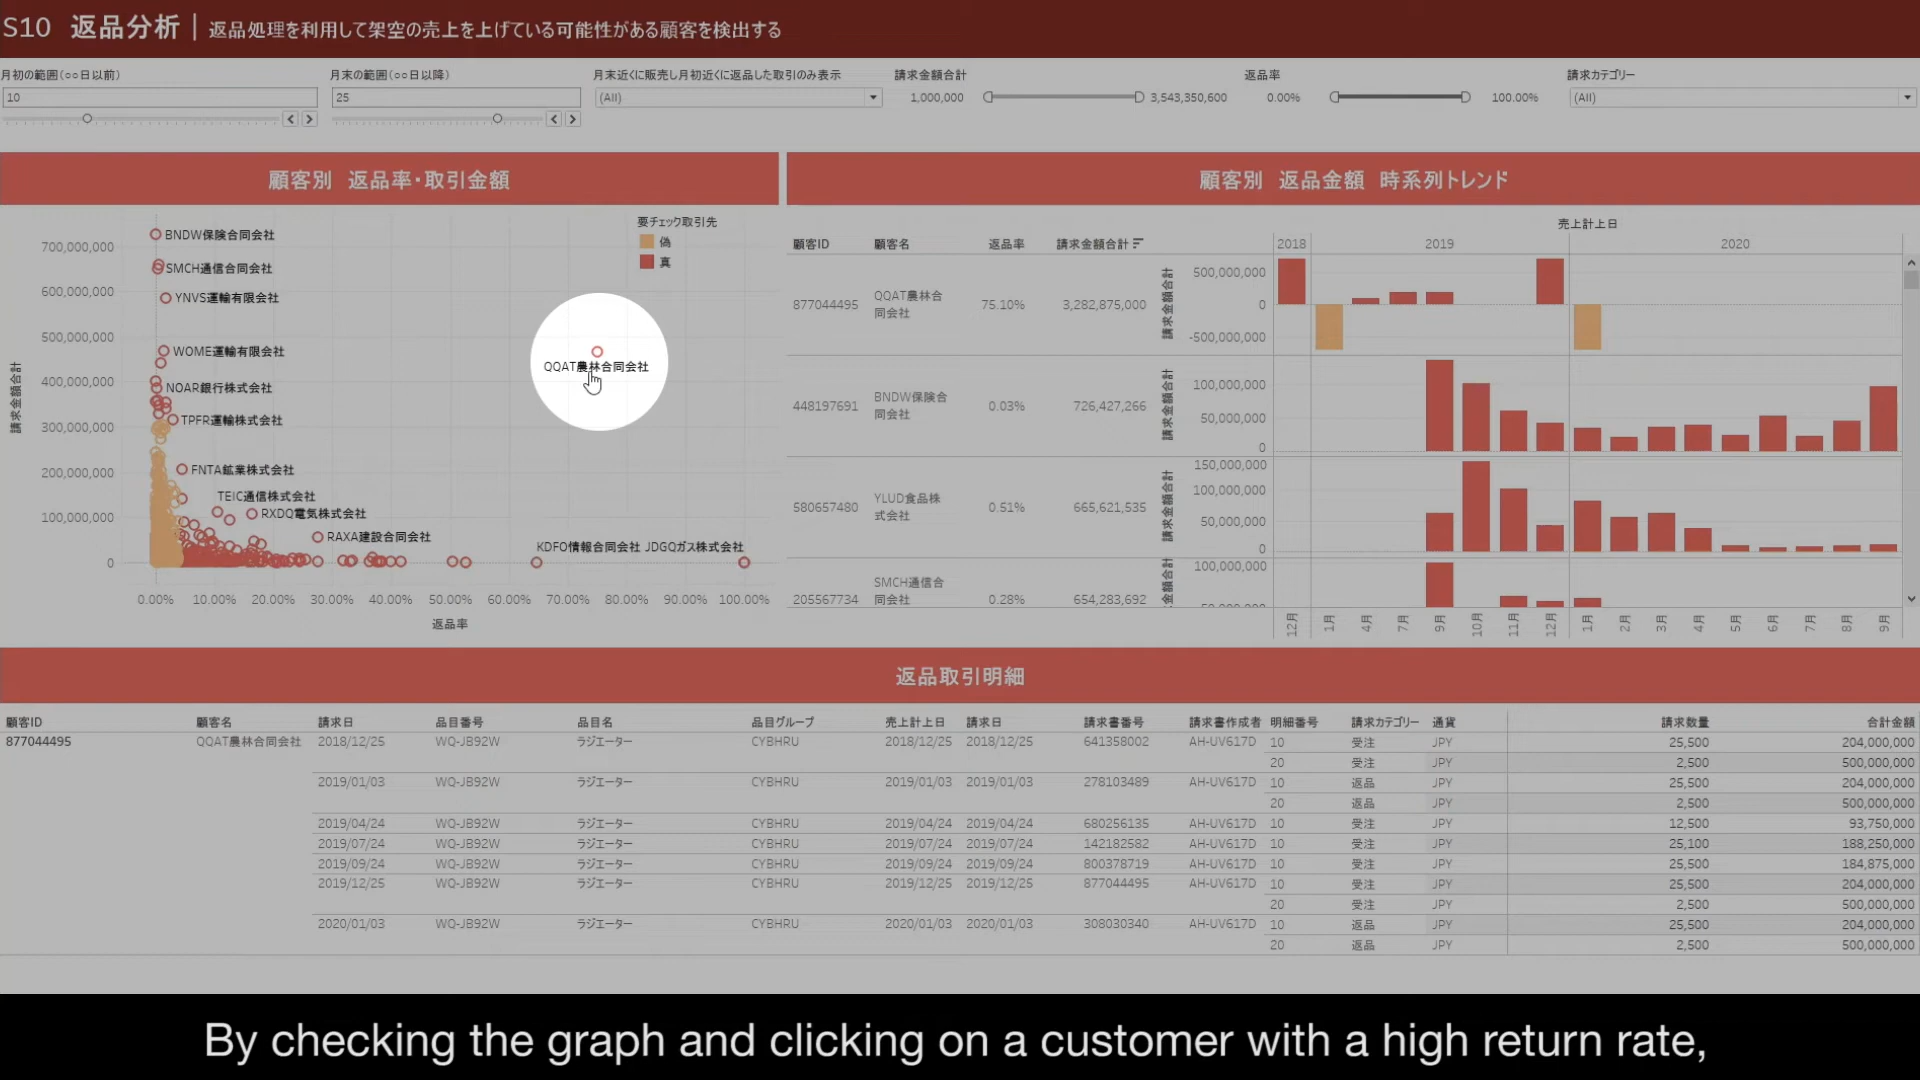 S10 返品分析 | 返品処理を利用して架空の売上を上げている可能性がある顧客を検出する
月初の範囲(○○日以前) 月末の範囲(○○日以降) 月末近くに販売し月初近くに返品した取引のみ表示 請求金額合計 返品率 請求カテゴリー
10 25 (All) 1,000,000 3,543,350,600 0.00% 100.00% (All)
顧客別 返品率・取引金額
要チェック取引先
偽
真
請求金額合計
700,000,000
600,000,000
500,000,000
400,000,000
300,000,000
200,000,000
100,000,000
0
BNDW保険合同会社
SMCH通信合同会社
YNVS運輸有限会社
WOME運輸有限会社
QQAT農林合同会社
NOAR銀行株式会社
TPFR運輸株式会社
FNTA鉱業株式会社
TEIC通信株式会社
RXDQ電気株式会社
RAXA建設合同会社
KDFO情報合同会社 JDGQガス株式会社
0.00% 10.00% 20.00% 30.00% 40.00% 50.00% 60.00% 70.00% 80.00% 90.00% 100.00%
返品率
顧客別 返品金額 時系列トレンド
売上計上日
顧客ID 顧客名 返品率 請求金額合計 2018 2019 2020
877044495 QQAT農林合同会社 75.10% 3,282,875,000 請求金額合計 500,000,000 0 -500,000,000
448197691 BNDW保険合同会社 0.03% 726,427,266 請求金額合計 100,000,000 50,000,000 0
580657480 YLUD食品株式会社 0.51% 665,621,535 請求金額合計 150,000,000 100,000,000 50,000,000 0
205567734 SMCH通信合同会社 0.28% 654,283,692 金額合計 100,000,000
12月 1月 4月 7月 9月 10月 11月 12月 1月 2月 3月 4月 5月 6月 7月 8月 9月
返品取引明細
顧客ID 顧客名 請求日 品目番号 品目名 品目グループ 売上計上日 請求日 請求書番号 請求書作成者 明細番号 請求カテゴリー 通貨 請求数量 合計金額
877044495 QQAT農林合同会社 2018/12/25 WQ-JB92W ラジエーター CYBHRU 2018/12/25 2018/12/25 641358002 AH-UV617D 10 受注 JPY 25,500 204,000,000
20 受注 JPY 2,500 500,000,000
2019/01/03 WQ-JB92W ラジエーター CYBHRU 2019/01/03 2019/01/03 278103489 AH-UV617D 10 返品 JPY 25,500 204,000,000
20 返品 JPY 2,500 500,000,000
2019/04/24 WQ-JB92W ラジエーター CYBHRU 2019/04/24 2019/04/24 680256135 AH-UV617D 10 受注 JPY 12,500 93,750,000
2019/07/24 WQ-JB92W ラジエーター CYBHRU 2019/07/24 2019/07/24 142182582 AH-UV617D 10 受注 JPY 25,100 188,250,000
2019/09/24 WQ-JB92W ラジエーター CYBHRU 2019/09/24 2019/09/24 800378719 AH-UV617D 10 受注 JPY 25,500 184,875,000
2019/12/25 WQ-JB92W ラジエーター CYBHRU 2019/12/25 2019/12/25 877044495 AH-UV617D 10 受注 JPY 25,500 204,000,000
20 受注 JPY 2,500 500,000,000
2020/01/03 WQ-JB92W ラジエーター CYBHRU 2020/01/03 2020/01/03 308030340 AH-UV617D 10 返品 JPY 25,500 204,000,000
20 返品 JPY 2,500 500,000,000
By checking the graph and clicking on a customer with a high return rate,